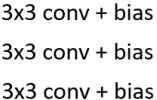 3x3 conv + bias
3x3 conv + bias
3x3 conv + bias